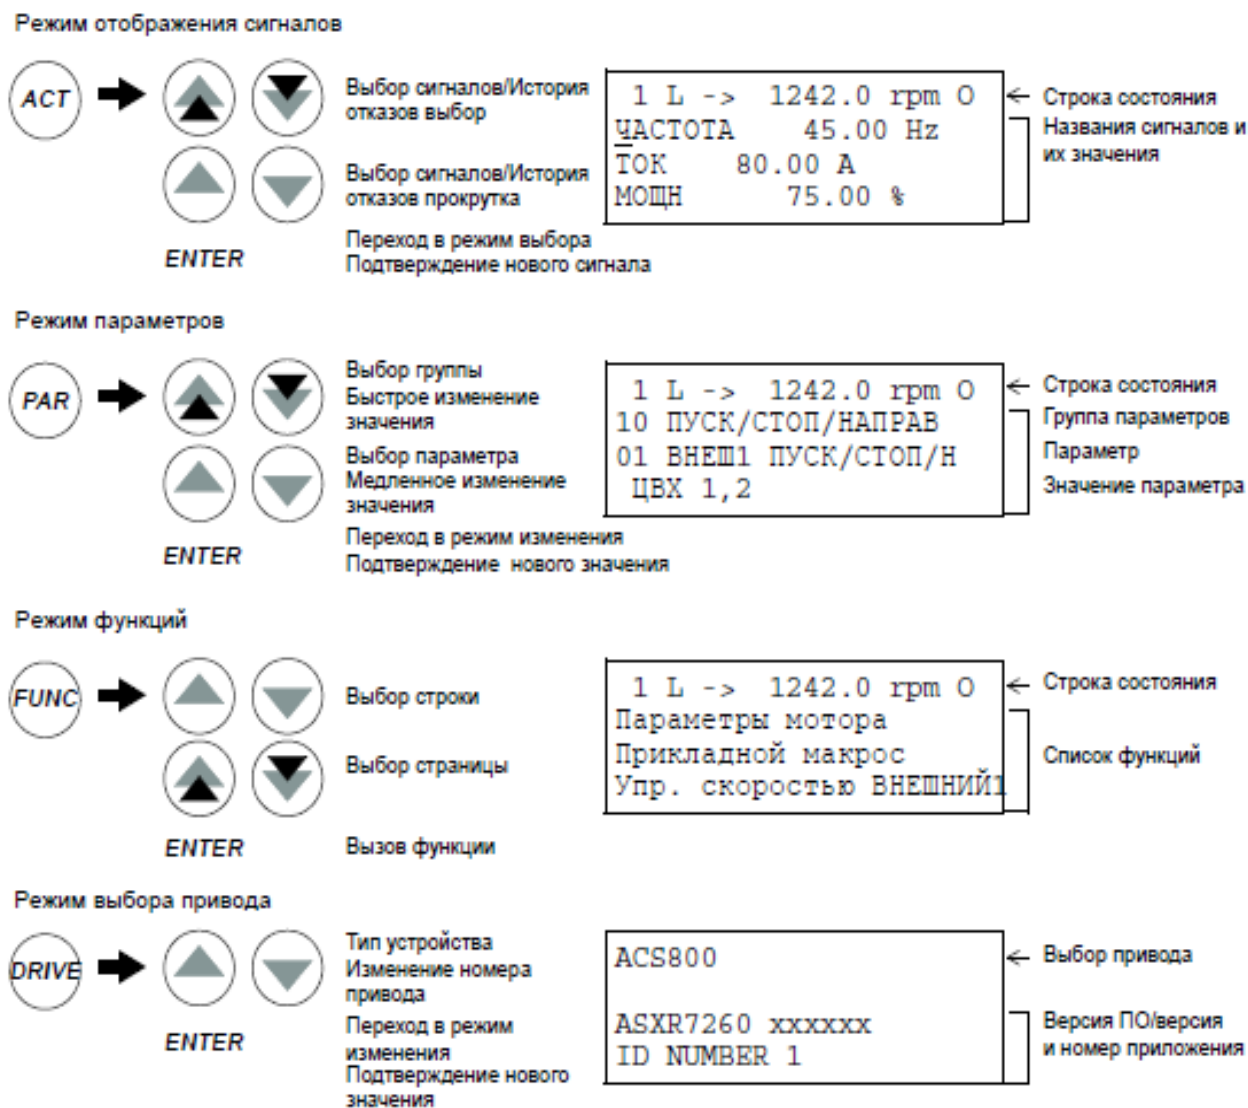 Режим отображения сигналов
ACT
Выбор сигналов/История
отказов выбор
Выбор сигналов/История
отказов прокрутка
ENTER
Переход в режим выбора
Подтверждение нового сигнала
1 L -> 1242.0 rpm O
ЧАСТОТА 45.00 Hz
ТОК 80.00 A
МОЩН 75.00 %
Строка состояния
Названия сигналов и
их значения
Режим параметров
PAR
Выбор группы
Быстрое изменение
значения
Выбор параметра
Медленное изменение
значения
ENTER
Переход в режим изменения
Подтверждение нового значения
1 L -> 1242.0 rpm O
10 ПУСК/СТОП/НАПРАВ
01 ВНЕШ1 ПУСК/СТОП/Н
ЦВХ 1,2
Строка состояния
Группа параметров
Параметр
Значение параметра
Режим функций
FUNC
Выбор строки
Выбор страницы
ENTER
Вызов функции
1 L -> 1242.0 rpm O
Параметры мотора
Прикладной макрос
Упр. скоростью ВНЕШНИЙ1
Строка состояния
Список функций
Режим выбора привода
DRIVE
Тип устройства
Изменение номера
привода
ENTER
Переход в режим
изменения
Подтверждение нового
значения
ACS800
ASXR7260 xxxxxx
ID NUMBER 1
Выбор привода
Версия ПО/версия
и номер приложения